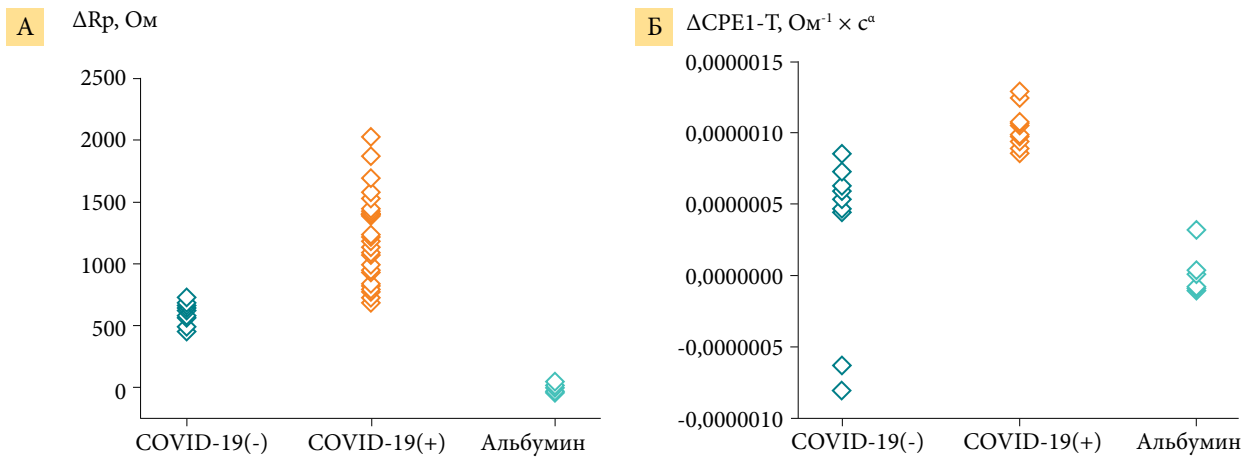 А
ΔRp, Ом
2500
2000
1500
1000
500
0
COVID-19(-)
COVID-19(+)
Альбумин
Б
ΔCPE1-T, Ом⁻¹ × cᵅ
0,0000015
0,0000010
0,0000005
0,0000000
-0,0000005
-0,0000010
COVID-19(-)
COVID-19(+)
Альбумин